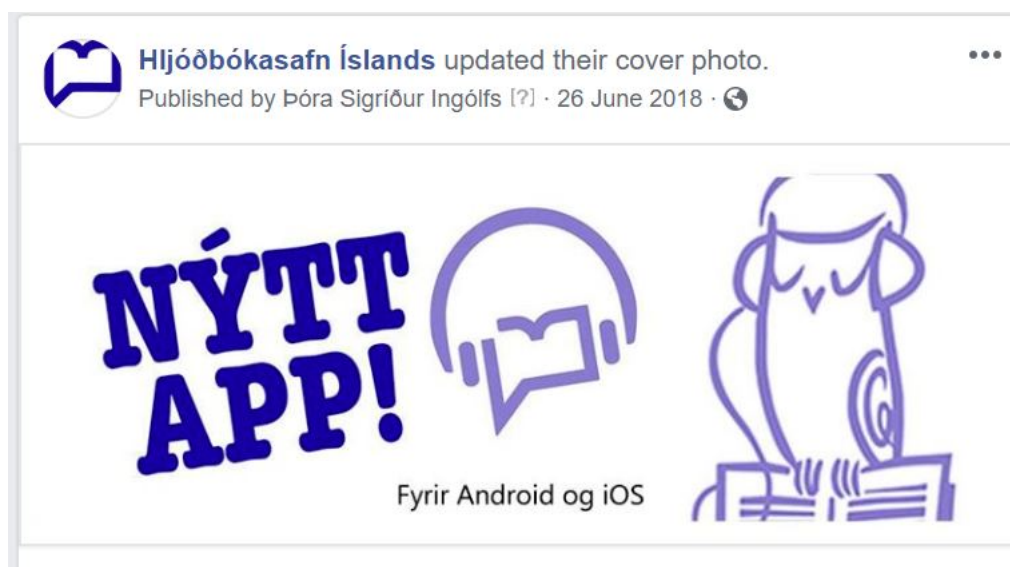 Hljóðbókasafn Íslands updated their cover photo.
Published by Þóra Sigríður Ingólfs [?] · 26 June 2018 ·
NÝTT
APP!
Fyrir Android og iOS